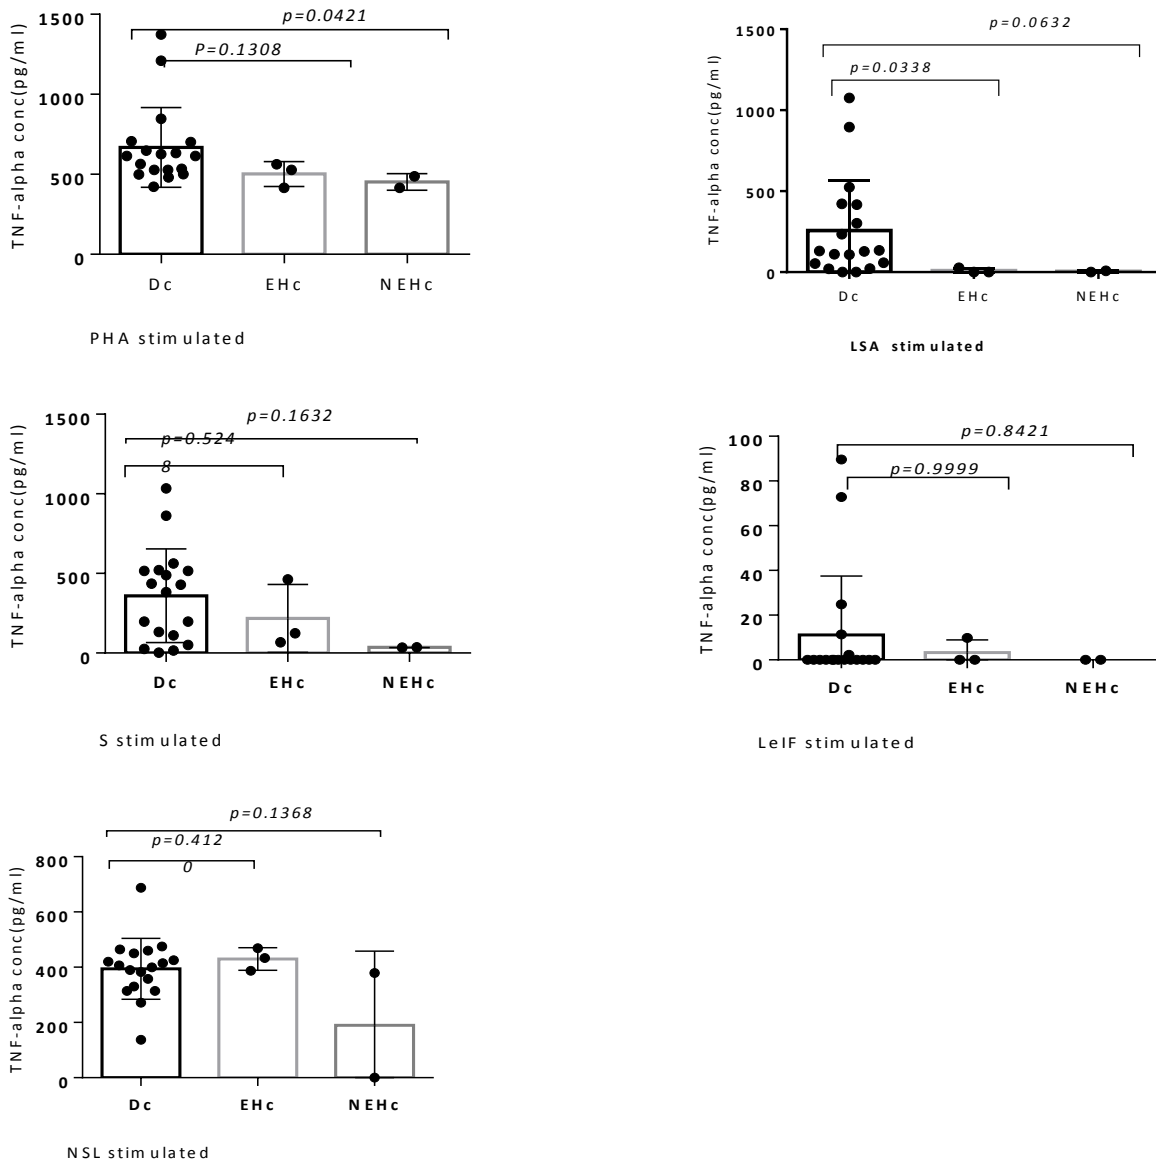 p=0.0421
P=0.1308
TNF-alpha conc(pg/ml)
1500
1000
500
0
Dc EHc NEHc
PHA stimulated
p=0.0632
p=0.0338
TNF-alpha conc(pg/ml)
1500
1000
500
0
Dc EHc NEHc
LSA stimulated
p=0.1632
p=0.524
8
TNF-alpha conc(pg/ml)
1500
1000
500
0
Dc EHc NEHc
S stimulated
p=0.8421
p=0.9999
TNF-alpha conc(pg/ml)
100
80
60
40
20
0
Dc EHc NEHc
LeIF stimulated
p=0.1368
p=0.412
0
TNF-alpha conc(pg/ml)
800
600
400
200
0
Dc EHc NEHc
NSL stimulated